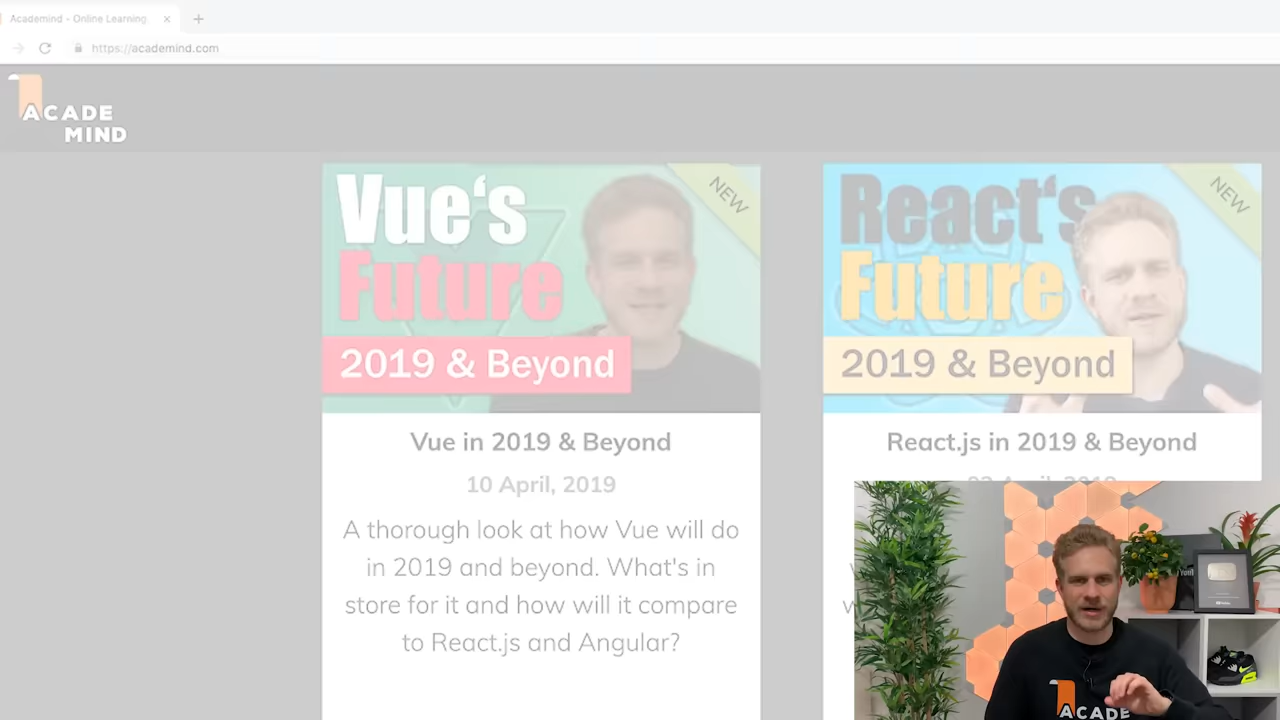 Academind - Online Learning
https://academind.com
ACADE
MIND
Vue's
Future
2019 & Beyond
NEW
Vue in 2019 & Beyond
10 April, 2019
A thorough look at how Vue will do
in 2019 and beyond. What's in
store for it and how will it compare
to React.js and Angular?
React's
Future
2019 & Beyond
NEW
React.js in 2019 & Beyond
ACADE